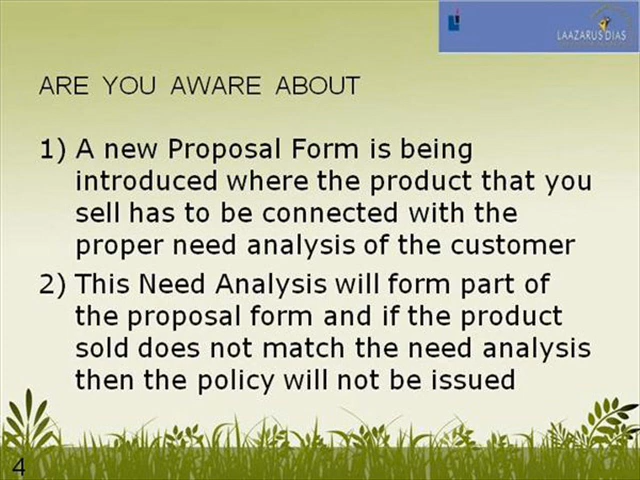 LAAZARUS DIAS
ARE YOU AWARE ABOUT
1) A new Proposal Form is being
introduced where the product that you
sell has to be connected with the
proper need analysis of the customer
2) This Need Analysis will form part of
the proposal form and if the product
sold does not match the need analysis
then the policy will not be issued
4